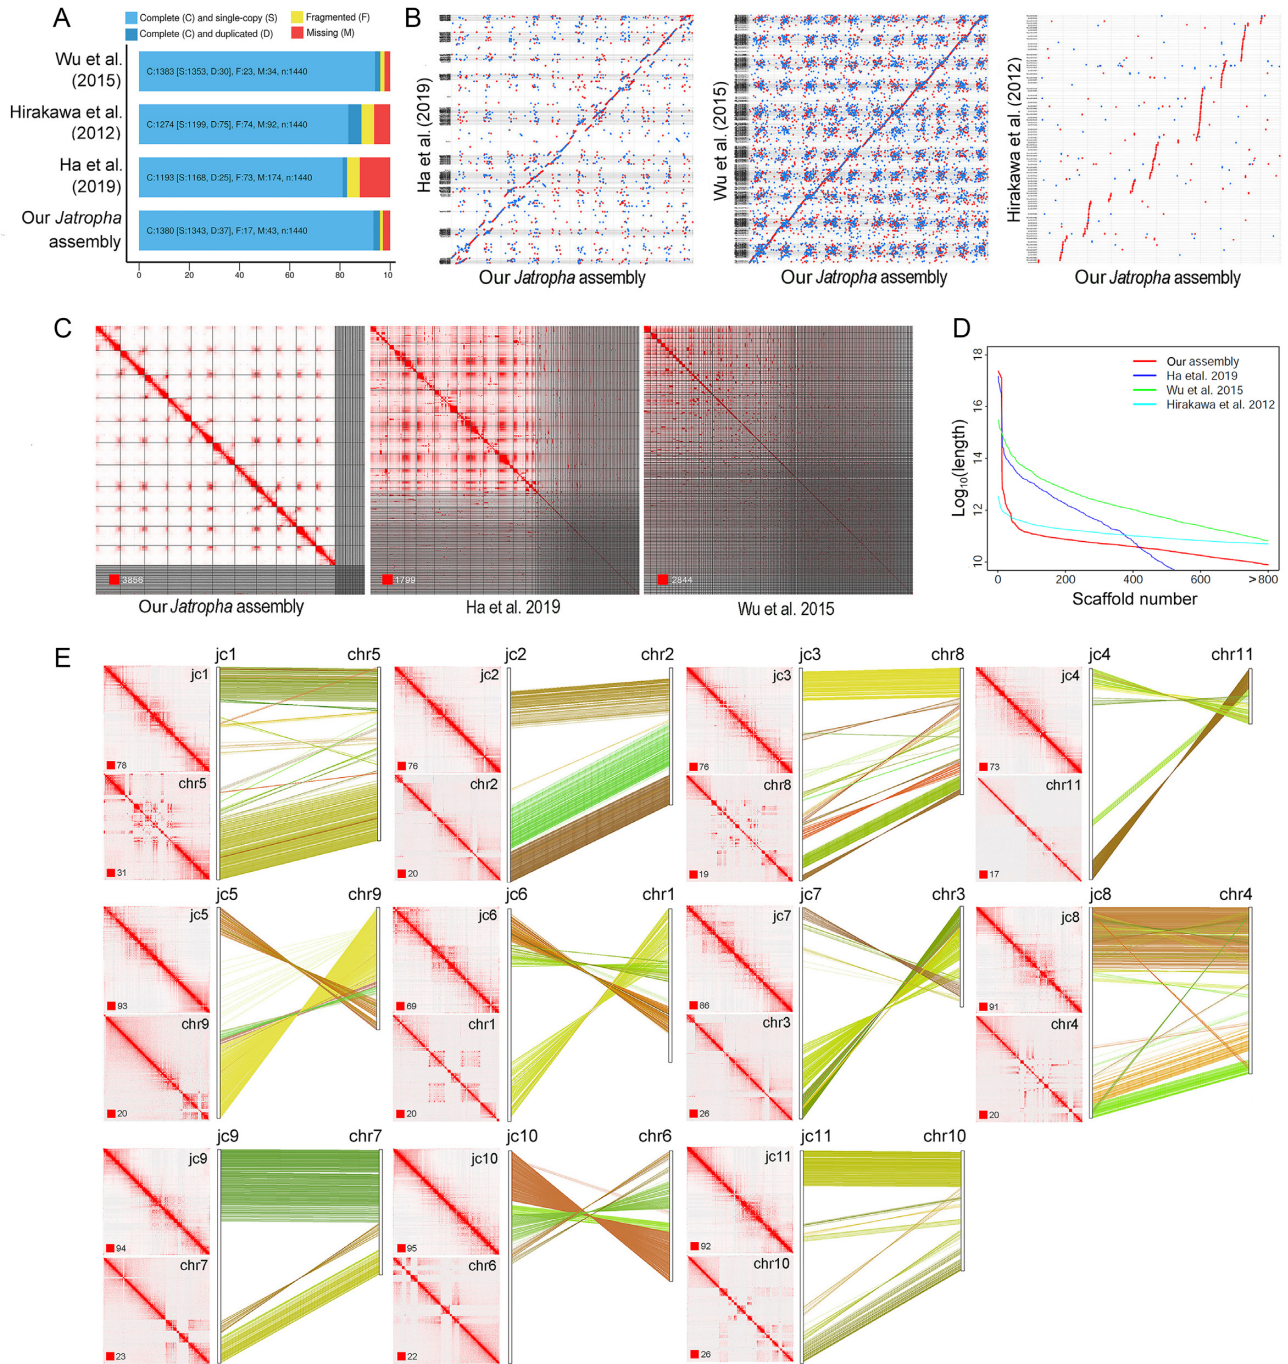 A
Complete (C) and single-copy (S)
Fragmented (F)
Complete (C) and duplicated (D)
Missing (M)
Wu et al.
(2015)
C:1383 [S:1353, D:30], F:23, M:34, n:1440
Hirakawa et al.
(2012)
C:1274 [S:1199, D:75], F:74, M:92, n:1440
Ha et al.
(2019)
C:1193 [S:1168, D:25], F:73, M:174, n:1440
Our Jatropha
assembly
C:1380 [S:1343, D:37], F:17, M:43, n:1440
0 20 40 60 80 100
B
Ha et al. (2019)
Our Jatropha assembly
Wu et al. (2015)
Our Jatropha assembly
Hirakawa et al. (2012)
Our Jatropha assembly
C
3856
Our Jatropha assembly
1799
Ha et al. 2019
2844
Wu et al. 2015
D
Our assembly
Ha etal. 2019
Wu et al. 2015
Hirakawa et al. 2012
Log10(length)
18
16
14
12
10
0 200 400 600 >800
Scaffold number
E
jc1 chr5
jc1
78
chr5
31
jc2 chr2
jc2
76
chr2
20
jc3 chr8
jc3
76
chr8
19
jc4 chr11
jc4
73
chr11
17
jc5 chr9
jc5
93
chr9
20
jc6 chr1
jc6
69
chr1
20
jc7 chr3
jc7
86
chr3
26
jc8 chr4
jc8
91
chr4
20
jc9 chr7
jc9
94
chr7
23
jc10 chr6
jc10
95
chr6
22
jc11 chr10
jc11
92
chr10
26